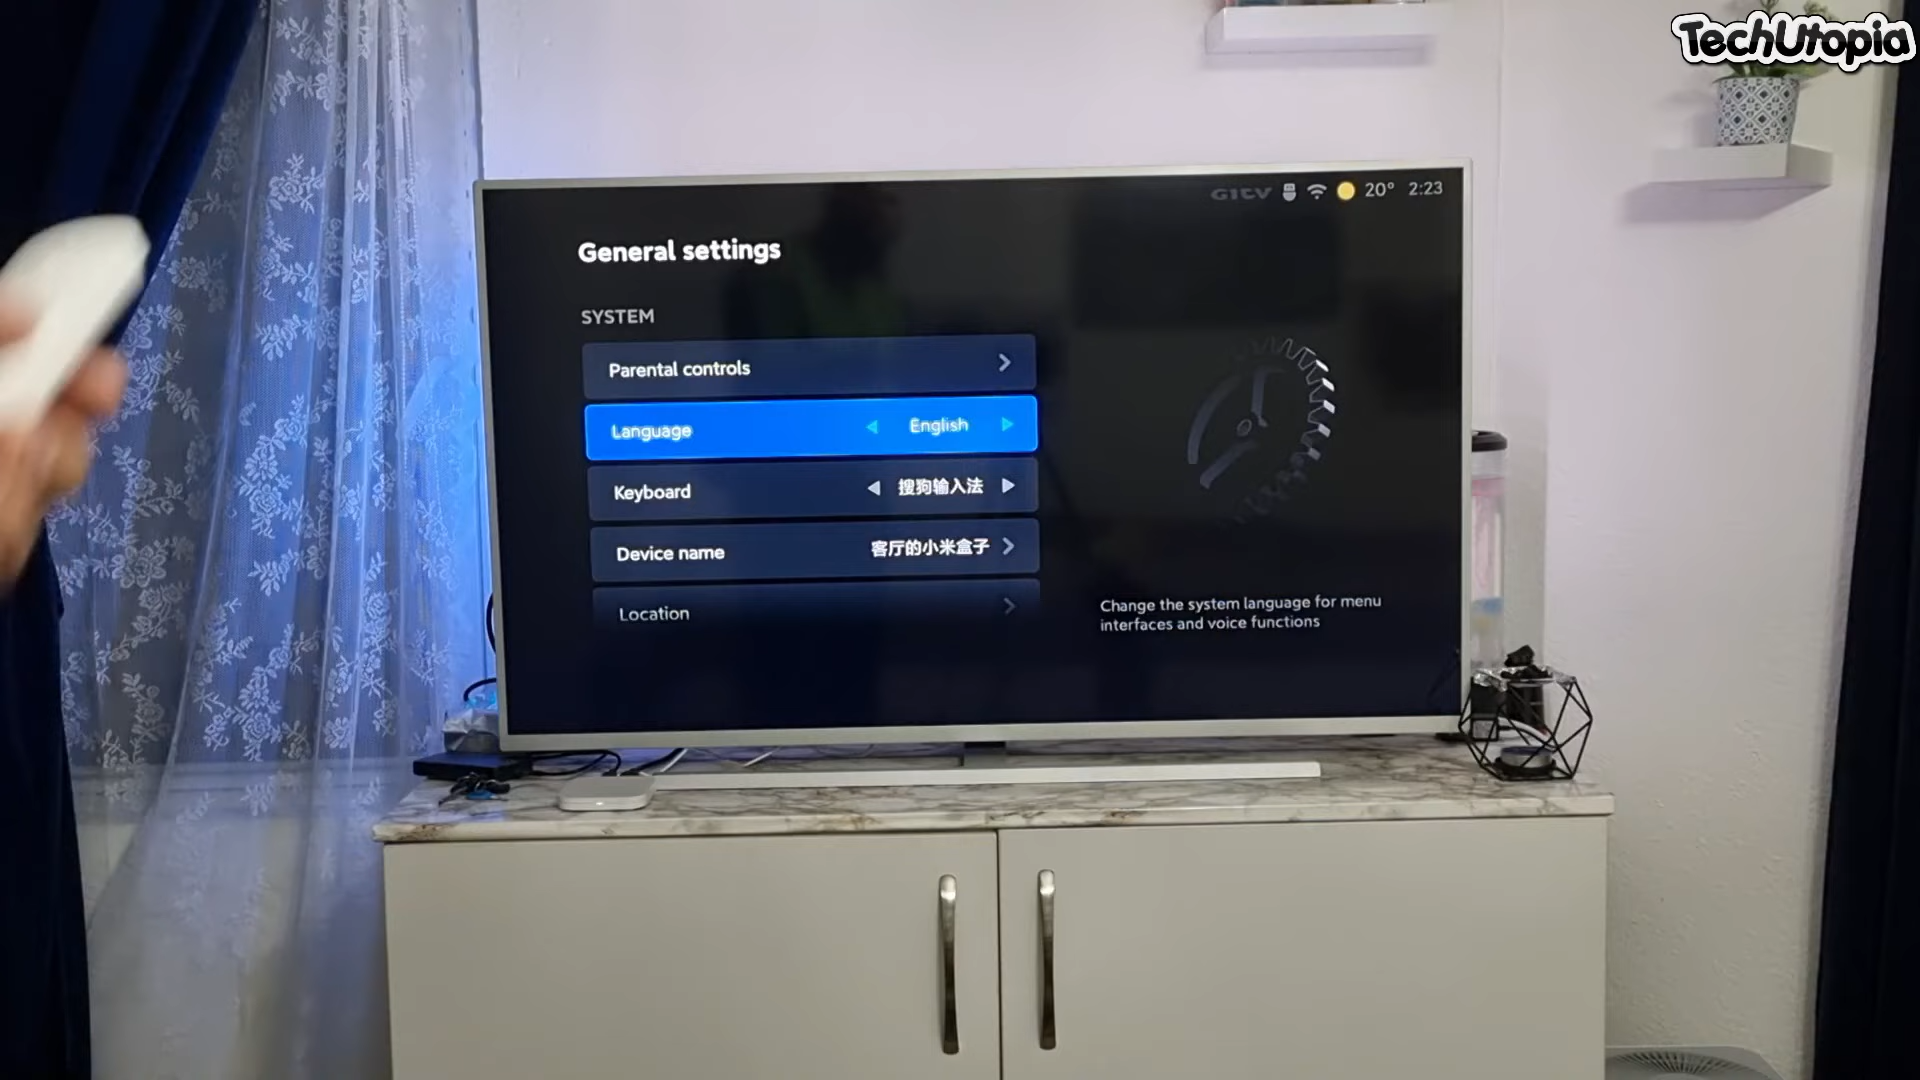 TechUtopia
GITV 20° 2:23
General settings
SYSTEM
Parental controls
Language English
Keyboard 搜狗输入法
Device name 客厅的小米盒子
Location
Change the system language for menu
interfaces and voice functions